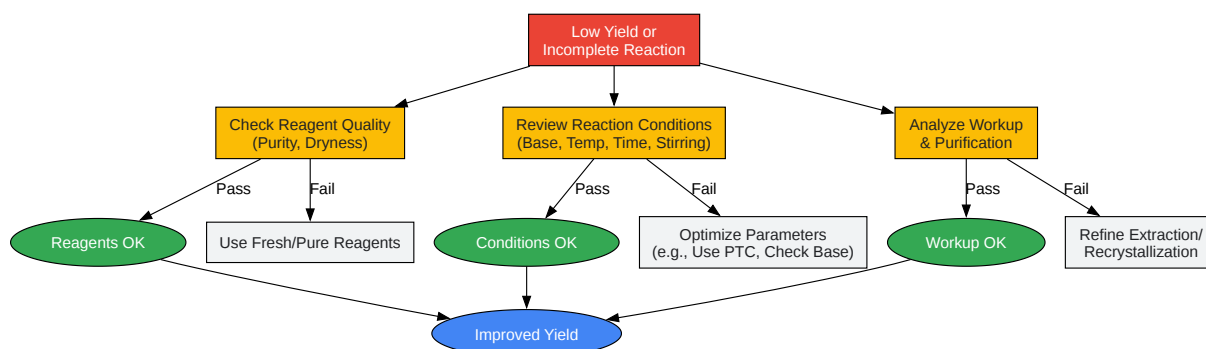 Low Yield or
Incomplete Reaction
Check Reagent Quality
(Purity, Dryness)
Review Reaction Conditions
(Base, Temp, Time, Stirring)
Analyze Workup
& Purification
Pass
Fail
Pass
Fail
Pass
Fail
Reagents OK
Use Fresh/Pure Reagents
Conditions OK
Optimize Parameters
(e.g., Use PTC, Check Base)
Workup OK
Refine Extraction/
Recrystallization
Improved Yield